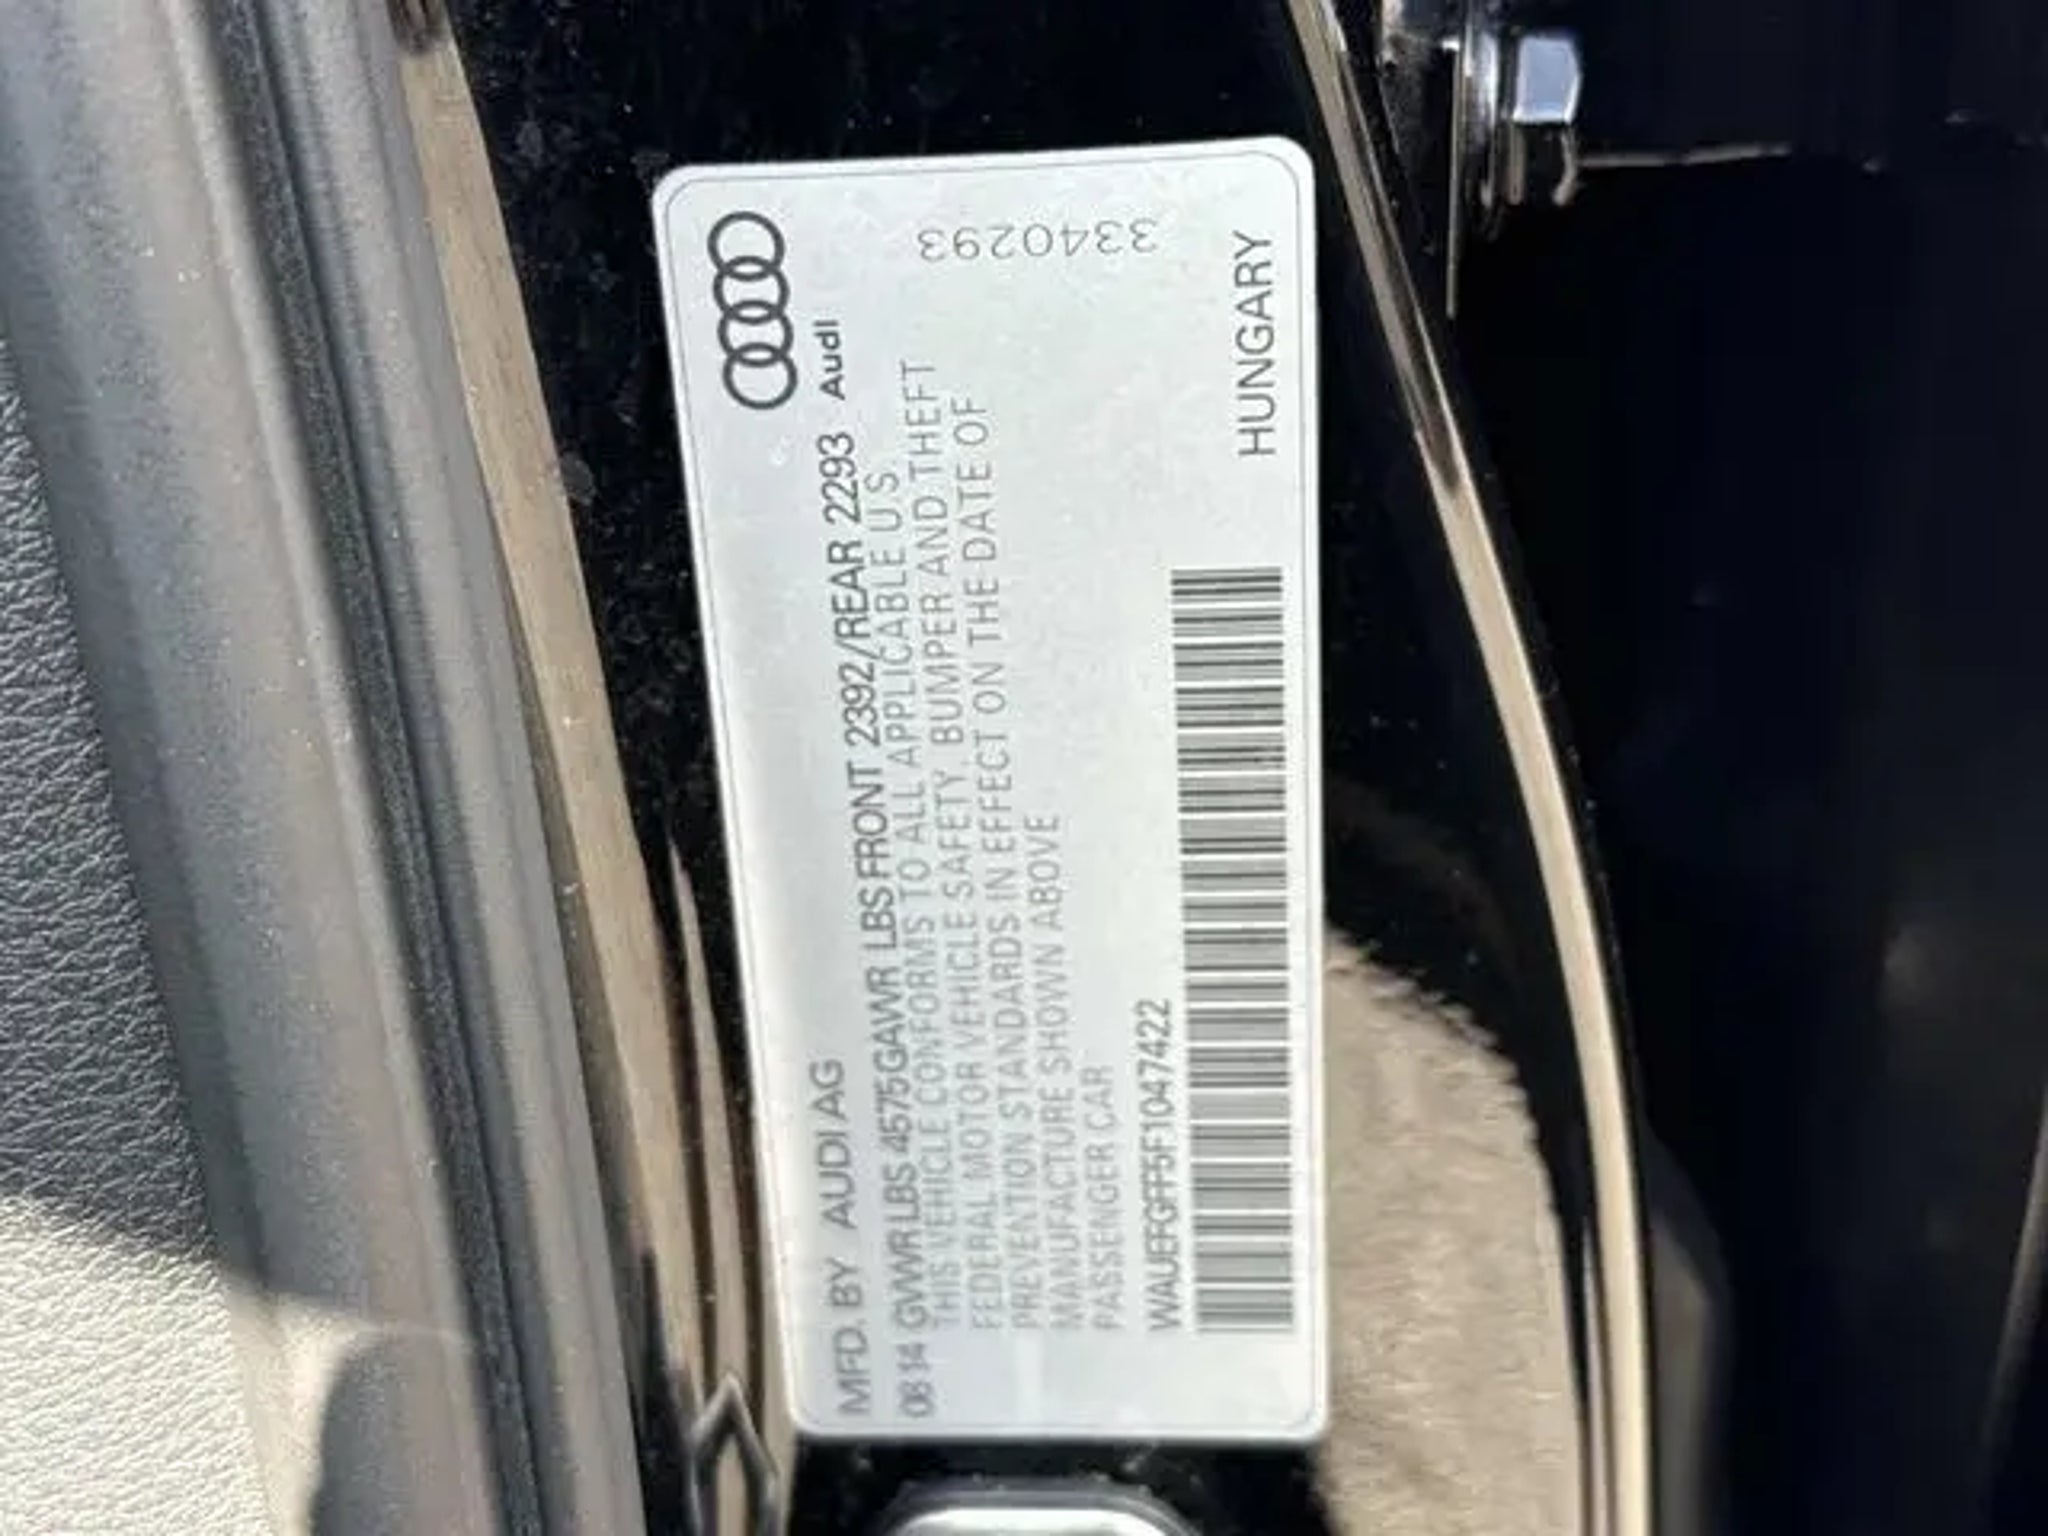 Audi
3340293
MFD. BY AUDI AG
14 GVWR LBS 4575 GAWR LBS FRONT 2392/REAR 2293
THIS VEHICLE CONFORMS TO ALL APPLICABLE US
FEDERAL MOTOR VEHICLE SAFETY, BUMPER AND THEFT
PREVENTION STANDARDS IN EFFECT ON THE DATE OF
MANUFACTURE SHOWN ABOVE
PASSENGER CAR
WAUEFGFF5F1047422
HUNGARY